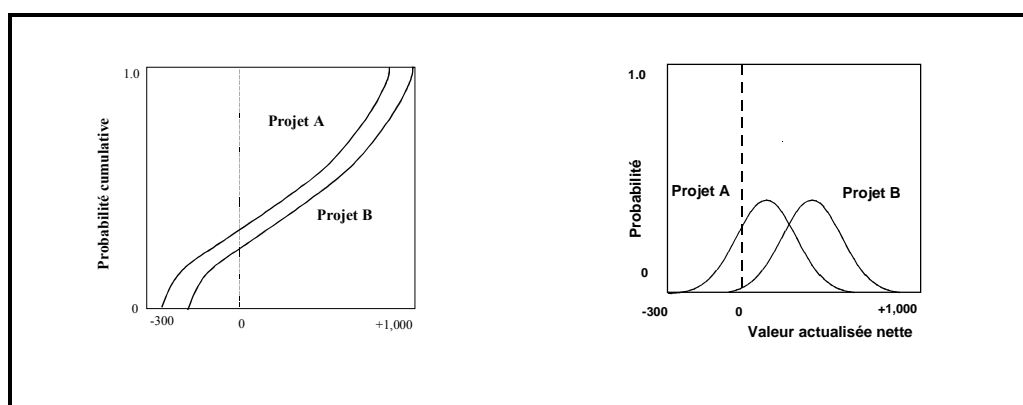 1.0
Probabilité cumulative
Projet A
Projet B
0
-300
0
+1,000
1.0
Probabilité
Projet A
Projet B
0
-300
0
+1,000
Valeur actualisée nette